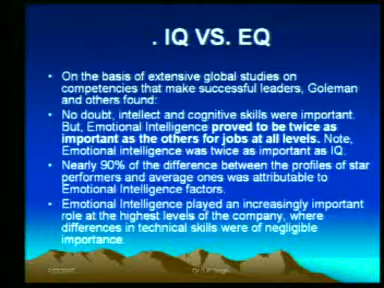 . IQ VS. EQ
• On the basis of extensive global studies on
competencies that make successful leaders, Goleman
and others found:
• No doubt, intellect and cognitive skills were important.
But, Emotional Intelligence proved to be twice as
important as the others for jobs at all levels. Note,
Emotional intelligence was twice as important as IQ.
• Nearly 90% of the difference between the profiles of star
performers and average ones was attributable to
Emotional Intelligence factors.
• Emotional Intelligence played an increasingly important
role at the highest levels of the company, where
differences in technical skills were of negligible
importance.